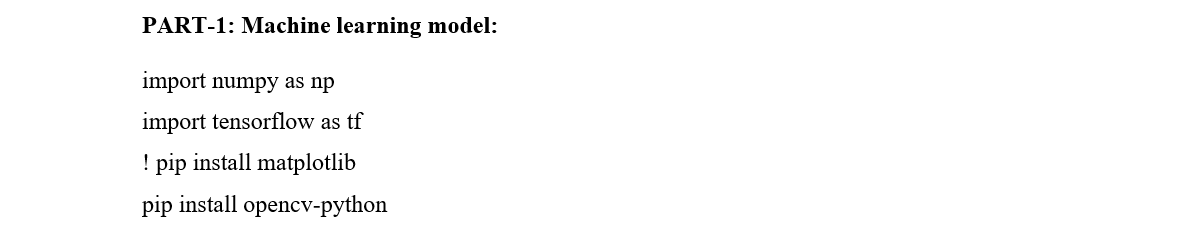 PART-1: Machine learning model:
import numpy as np
import tensorflow as tf
! pip install matplotlib
pip install opencv-python